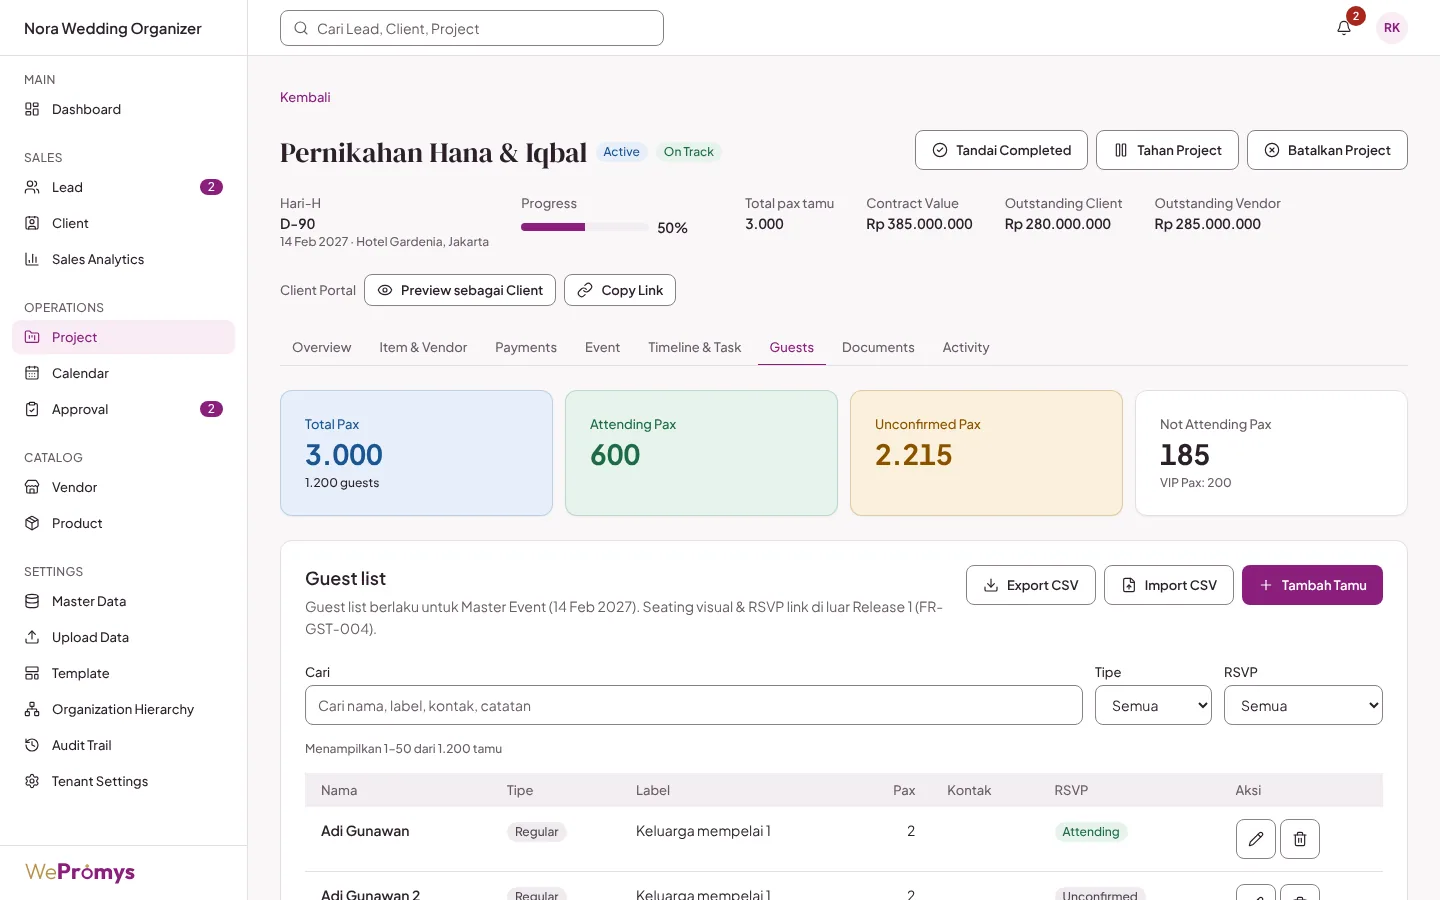 Nora Wedding Organizer
Cari Lead, Client, Project
2
RK
MAIN
Dashboard
SALES
Lead
2
Client
Sales Analytics
OPERATIONS
Project
Calendar
Approval
2
CATALOG
Vendor
Product
SETTINGS
Master Data
Upload Data
Template
Organization Hierarchy
Audit Trail
Tenant Settings
WePromys
Kembali
Pernikahan Hana & Iqbal
Active
On Track
Tandai Completed
Tahan Project
Batalkan Project
Hari-H
D-90
14 Feb 2027 · Hotel Gardenia, Jakarta
Progress
50%
Total pax tamu
3.000
Contract Value
Rp 385.000.000
Outstanding Client
Rp 280.000.000
Outstanding Vendor
Rp 285.000.000
Client Portal
Preview sebagai Client
Copy Link
Overview
Item & Vendor
Payments
Event
Timeline & Task
Guests
Documents
Activity
Total Pax
3.000
1.200 guests
Attending Pax
600
Unconfirmed Pax
2.215
Not Attending Pax
185
VIP Pax: 200
Guest list
Guest list berlaku untuk Master Event (14 Feb 2027). Seating visual & RSVP link di luar Release 1 (FR-
GST-004).
Export CSV
Import CSV
Tambah Tamu
Cari
Cari nama, label, kontak, catatan
Tipe
Semua
RSVP
Semua
Menampilkan 1–50 dari 1.200 tamu
Nama Tipe Label Pax Kontak RSVP Aksi
Adi Gunawan Regular Keluarga mempelai 1 2 Attending
Adi Gunawan 2 Regular Keluarga mempelai 1 2 Unconfirmed